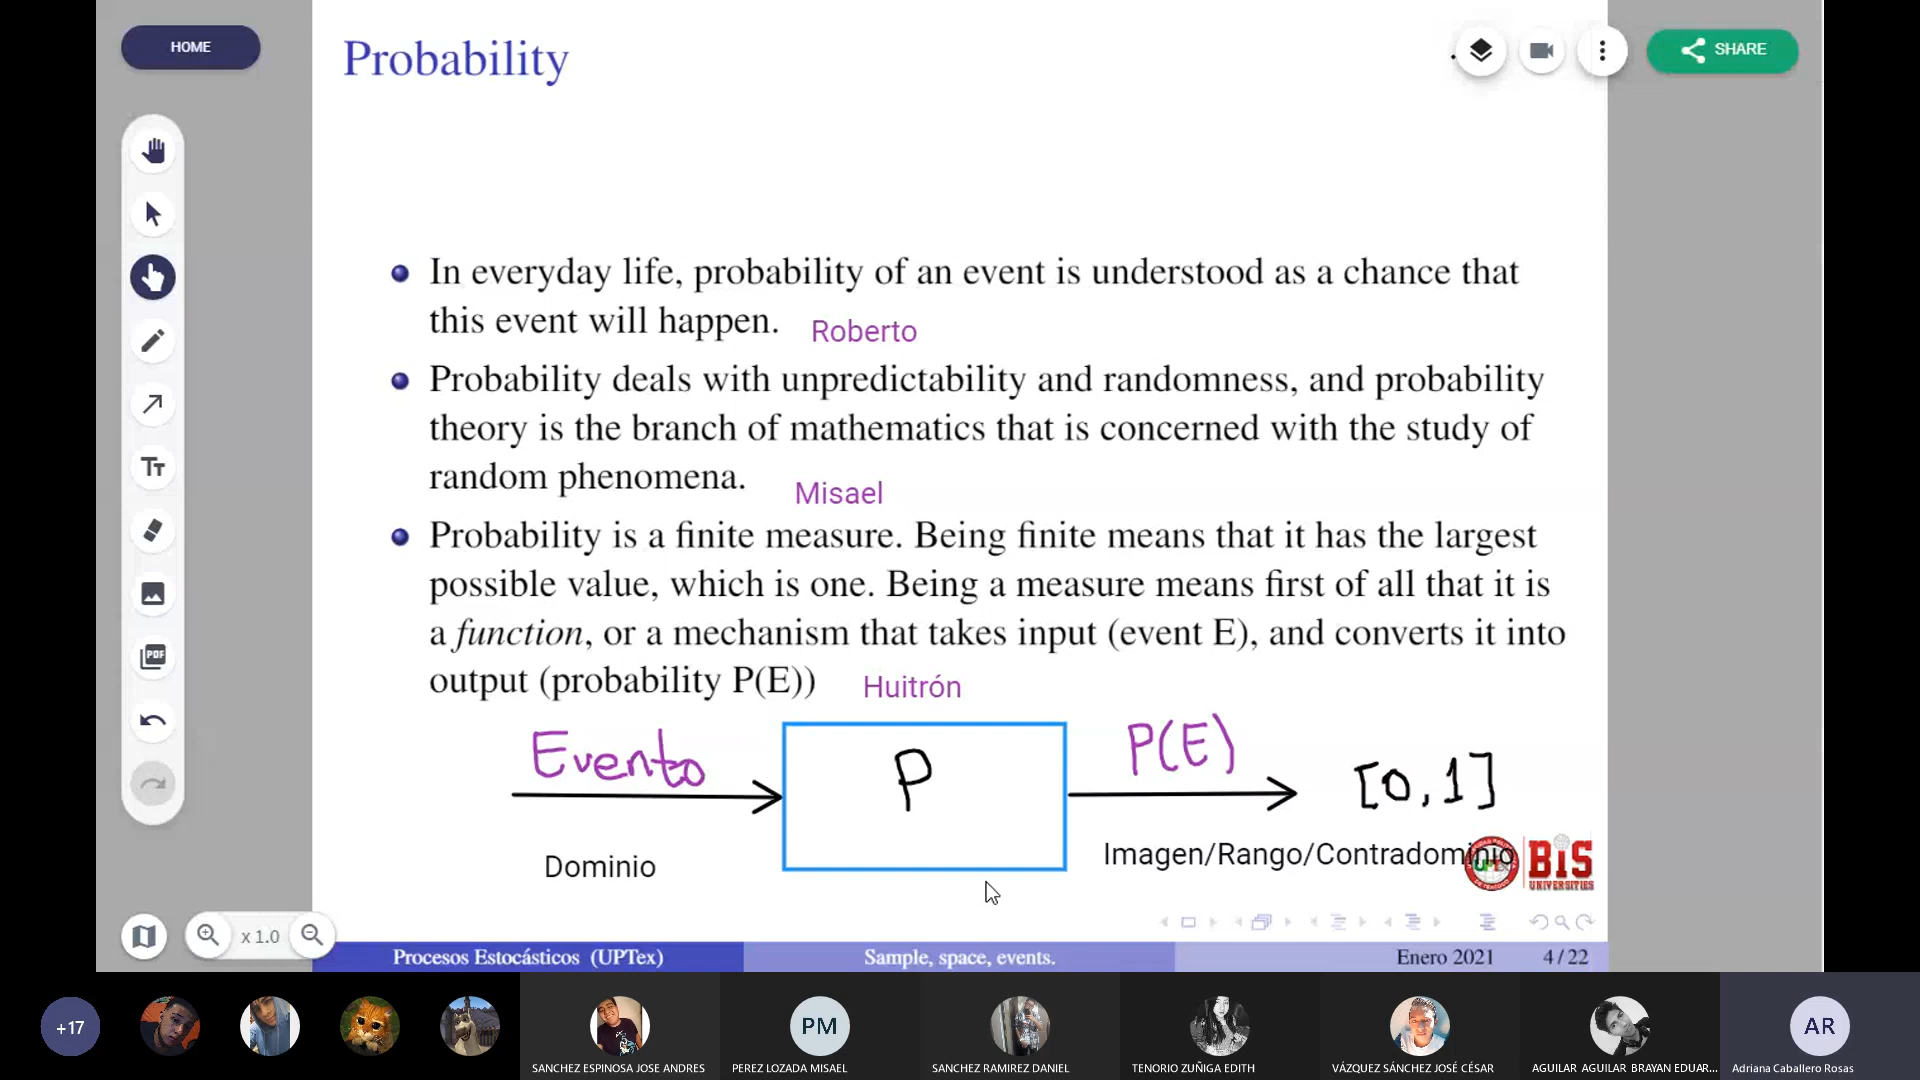 HOME
Probability
SHARE
In everyday life, probability of an event is understood as a chance that
this event will happen.
Roberto
Probability deals with unpredictability and randomness, and probability
theory is the branch of mathematics that is concerned with the study of
random phenomena.
Misael
Probability is a finite measure. Being finite means that it has the largest
possible value, which is one. Being a measure means first of all that it is
a function, or a mechanism that takes input (event E), and converts it into
output (probability P(E))
Huitrón
Evento
P
P(E)
[0,1]
Dominio
Imagen/Rango/Contradominio
BIS
UNIVERSITIES
Tт
PDF
x 1.0
Procesos Estocásticos (UPTex)
Sample, space, events.
Enero 2021
4 / 22
+17
SANCHEZ ESPINOSA JOSE ANDRES
PM
PEREZ LOZADA MISAEL
SANCHEZ RAMIREZ DANIEL
TENORIO ZUÑIGA EDITH
VÁZQUEZ SÁNCHEZ JOSÉ CÉSAR
AGUILAR AGUILAR BRAYAN EDUAR...
AR
Adriana Caballero Rosas